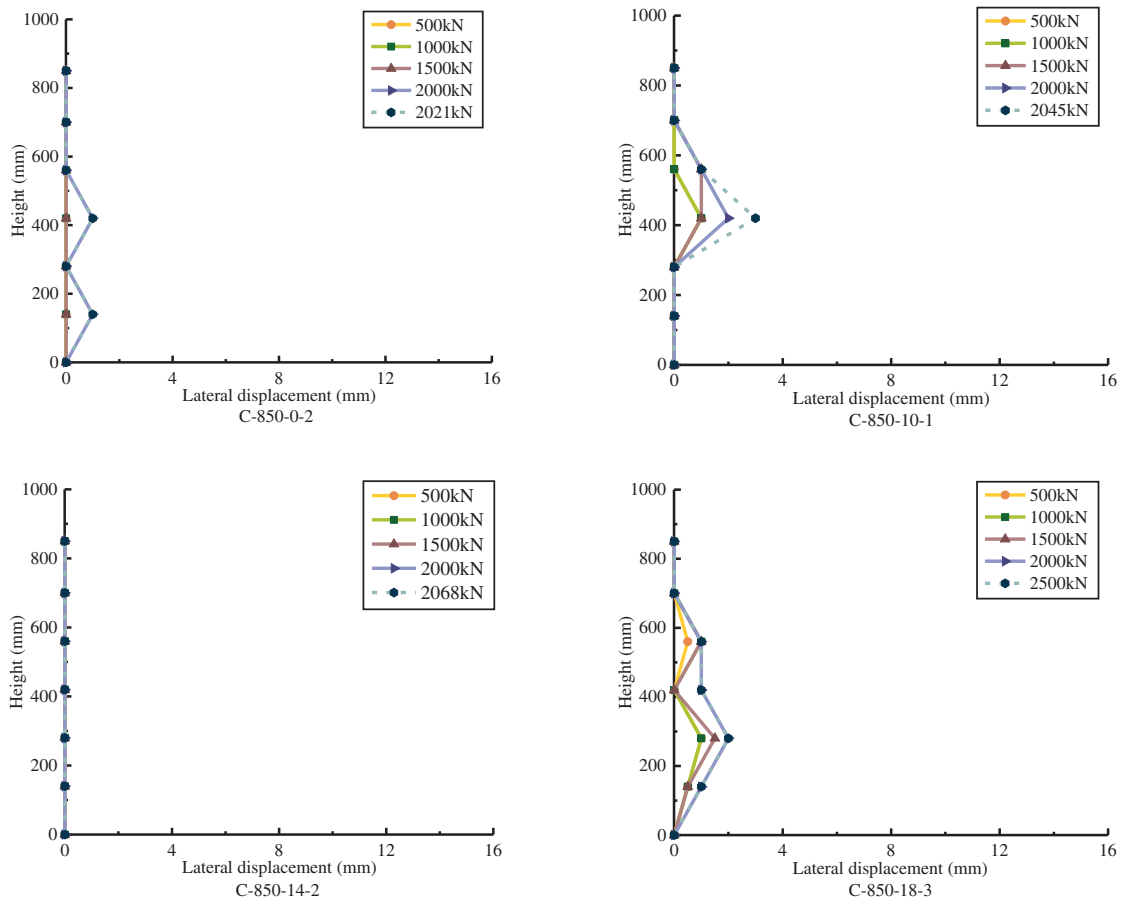 1000
800
600
400
200
0
Height (mm)
500kN
1000kN
1500kN
2000kN
2021kN
0 4 8 12 16
Lateral displacement (mm)
C-850-0-2
1000
800
600
400
200
0
Height (mm)
500kN
1000kN
1500kN
2000kN
2045kN
0 4 8 12 16
Lateral displacement (mm)
C-850-10-1
1000
800
600
400
200
0
Height (mm)
500kN
1000kN
1500kN
2000kN
2068kN
0 4 8 12 16
Lateral displacement (mm)
C-850-14-2
1000
800
600
400
200
0
Height (mm)
500kN
1000kN
1500kN
2000kN
2500kN
0 4 8 12 16
Lateral displacement (mm)
C-850-18-3